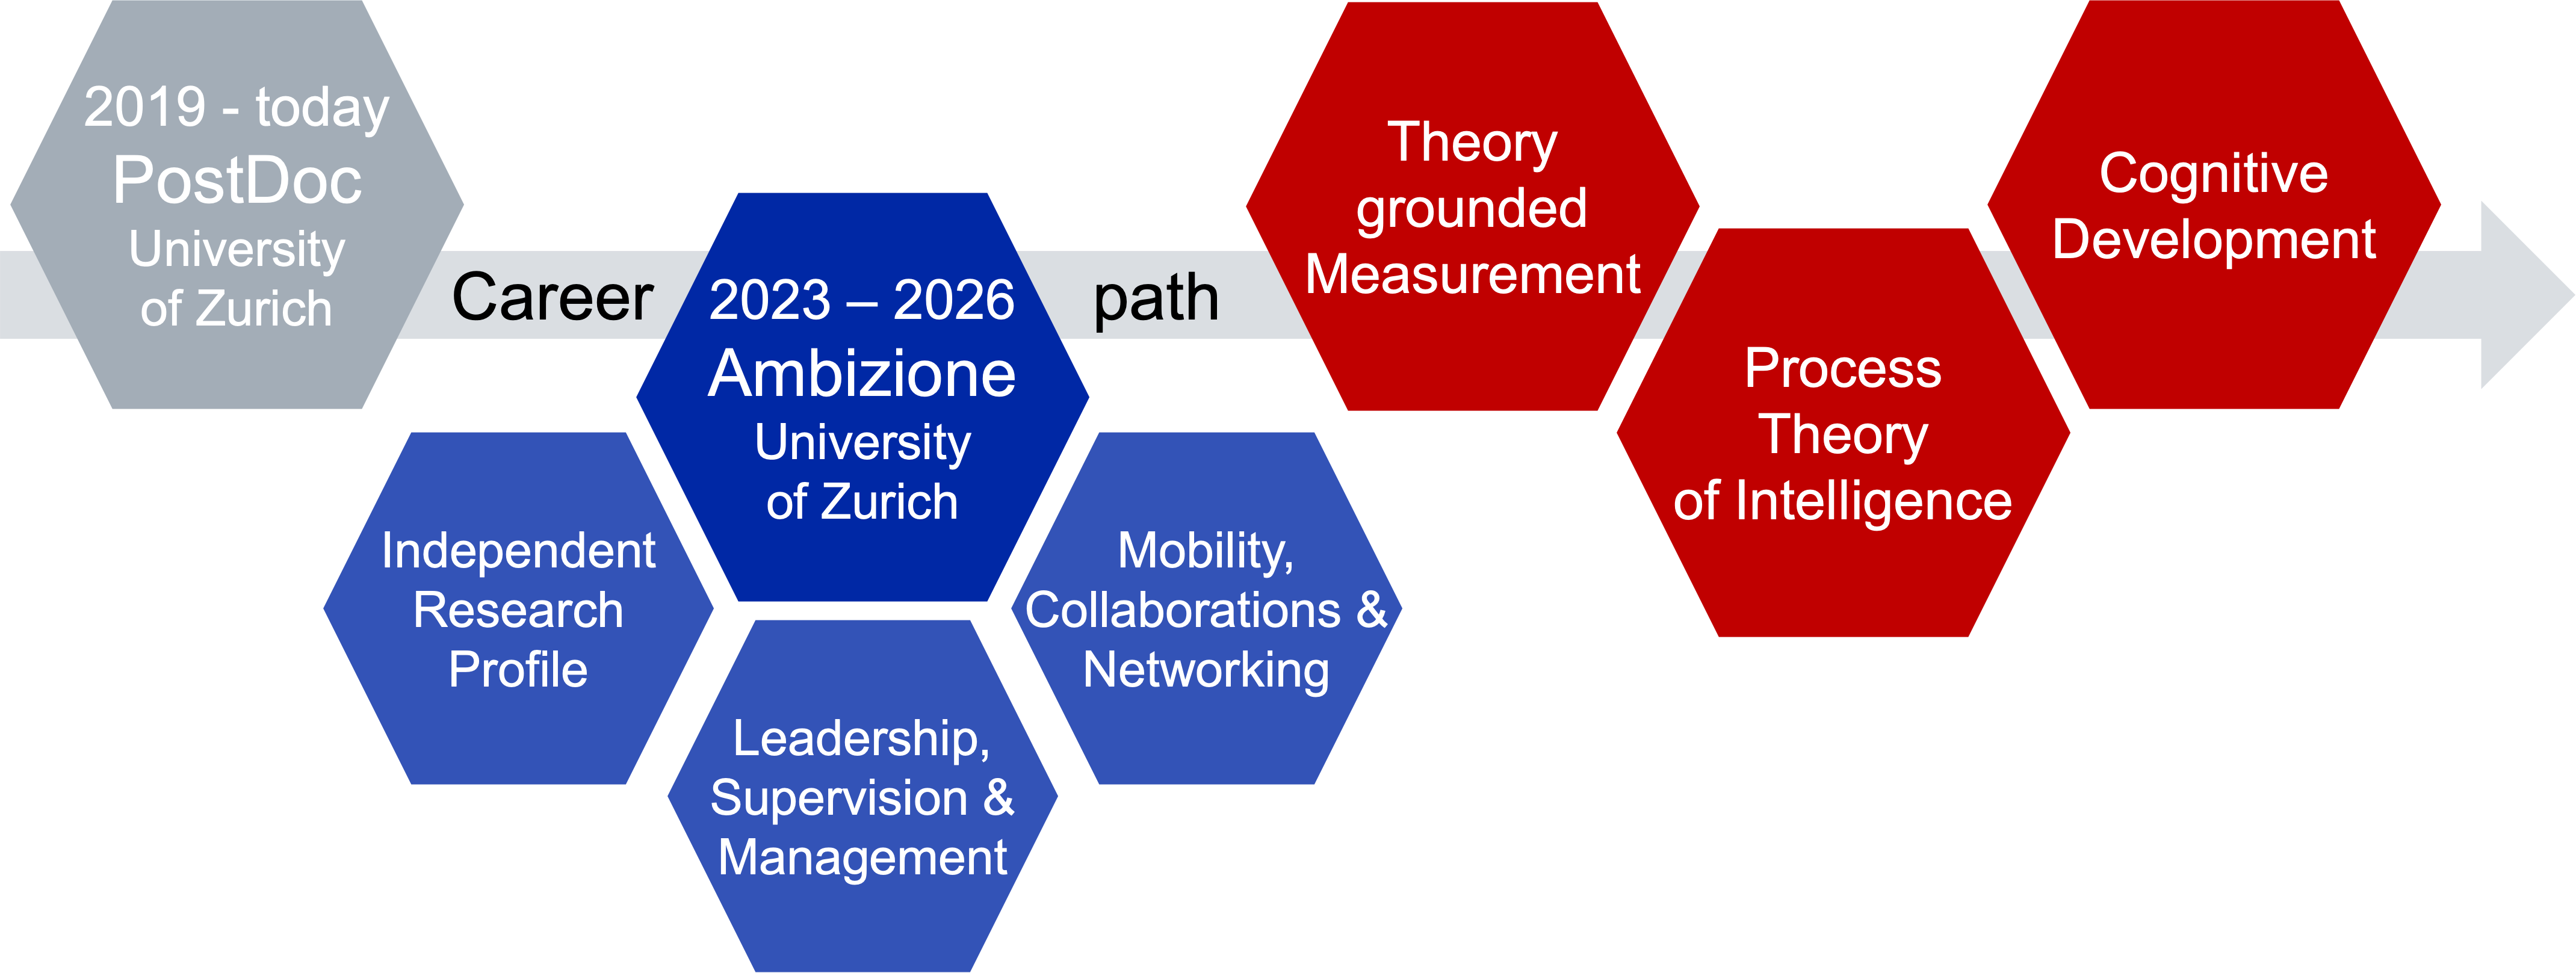 2019 - today
PostDoc
University
of Zurich
Career
2023 – 2026
Ambizione
University
of Zurich
path
Independent
Research
Profile
Leadership,
Supervision &
Management
Mobility,
Collaborations &
Networking
Theory
grounded
Measurement
Process
Theory
of Intelligence
Cognitive
Development